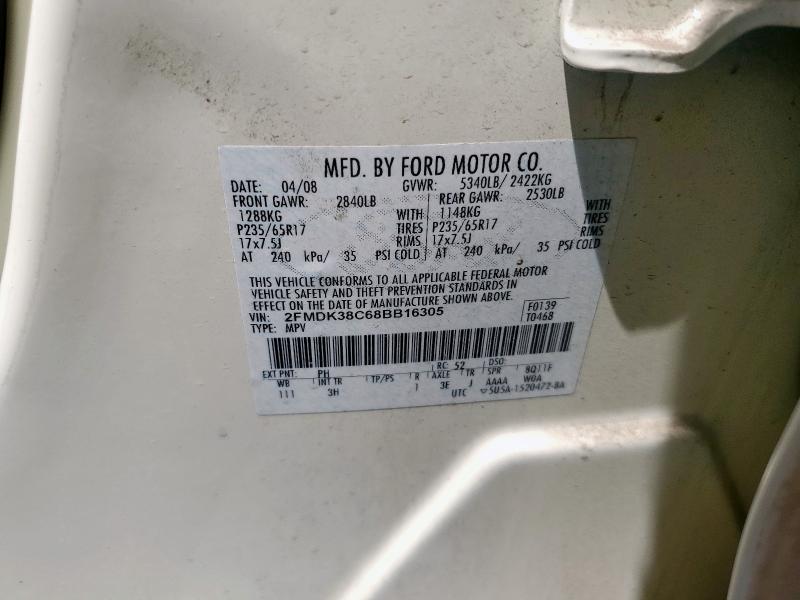 MFD. BY FORD MOTOR CO.
DATE: 04/08 GVWR: 5340LB/ 2422KG
FRONT GAWR: 2840LB REAR GAWR: 2530LB
1288KG WITH 1148KG WITH
P235/65R17 TIRES P235/65R17 TIRES
17x7.5J RIMS 17x7.5J RIMS
AT 240 kPa/ 35 PSI COLD AT 240 kPa/ 35 PSI COLD
THIS VEHICLE CONFORMS TO ALL APPLICABLE FEDERAL MOTOR
VEHICLE SAFETY AND THEFT PREVENTION STANDARDS IN
EFFECT ON THE DATE OF MANUFACTURE SHOWN ABOVE.
VIN: 2FMDK38C68BB16305 F0139
TYPE: MPV T0468
EXT PNT: PH RC: 52 DSO:
WB INT TR TP/PS R AXLE TR SPR 8Q11F
111 3H 1 3E J AAAA W0A
UTC ▽5U5A-1520472-BA